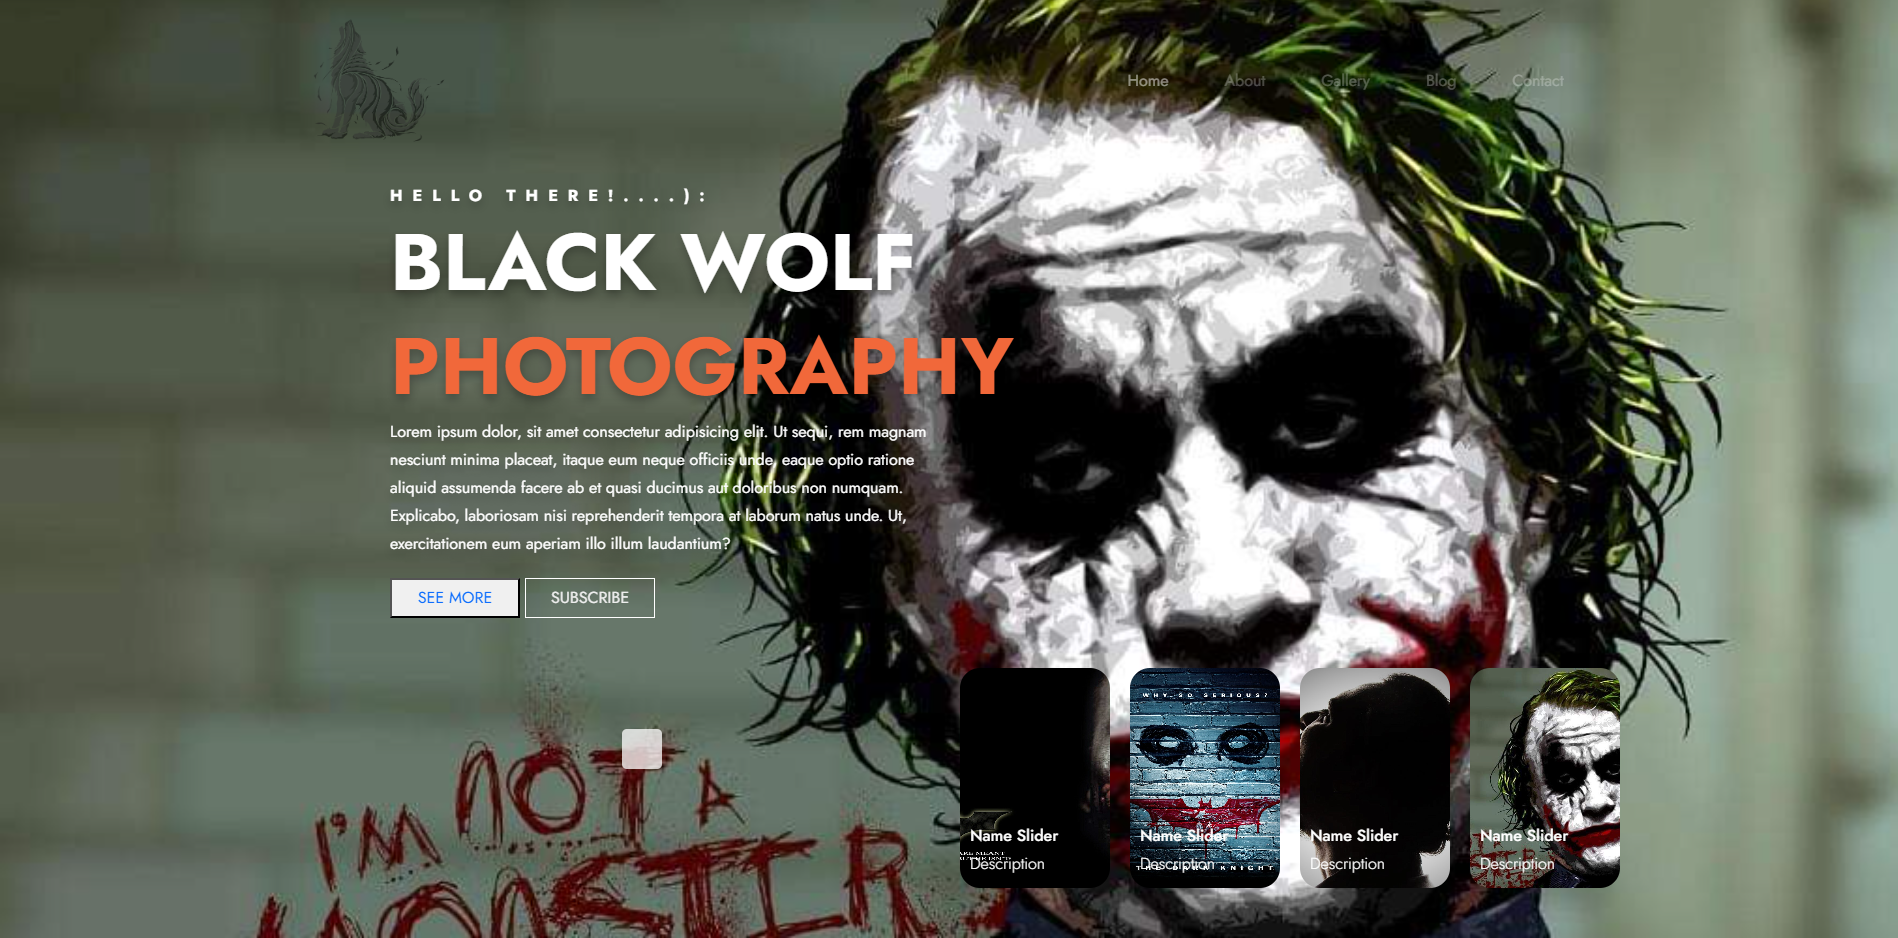 Home About Gallery Blog Contact
HELLO THERE!....):
BLACK WOLF
PHOTOGRAPHY
Lorem ipsum dolor, sit amet consectetur adipisicing elit. Ut sequi, rem magnam
nesciunt minima placeat, itaque eum neque officiis unde, eaque optio ratione
aliquid assumenda facere ab et quasi ducimus aut doloribus non numquam.
Explicabo, laboriosam nisi reprehenderit tempora at laborum natus unde. Ut,
exercitationem eum aperiam illo illum laudantium?
SEE MORE SUBSCRIBE
I'M NOT A
MONSTER
WHY SO SERIOUS?
Name Slider Name Slider Name Slider Name Slider
Description Description Description Description
THE DARK KNIGHT